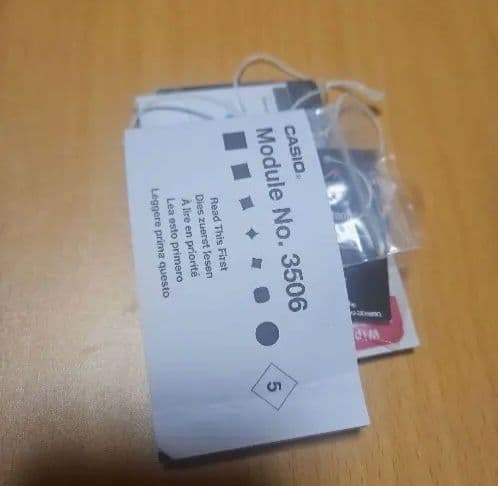 CASIO®
Module No. 3506
Read This First
Dies zuerst lesen
À lire en priorité
Lea esto primero
Leggere prima questo
5